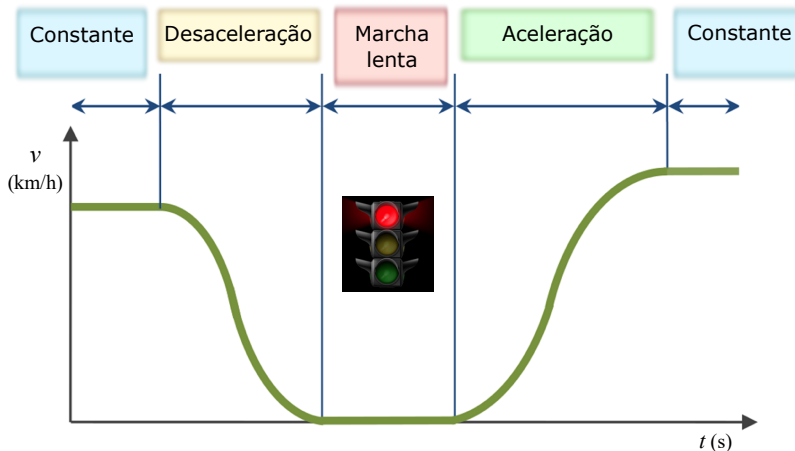 Constante
Desaceleração
Marcha
lenta
Aceleração
Constante
v
(km/h)
t (s)